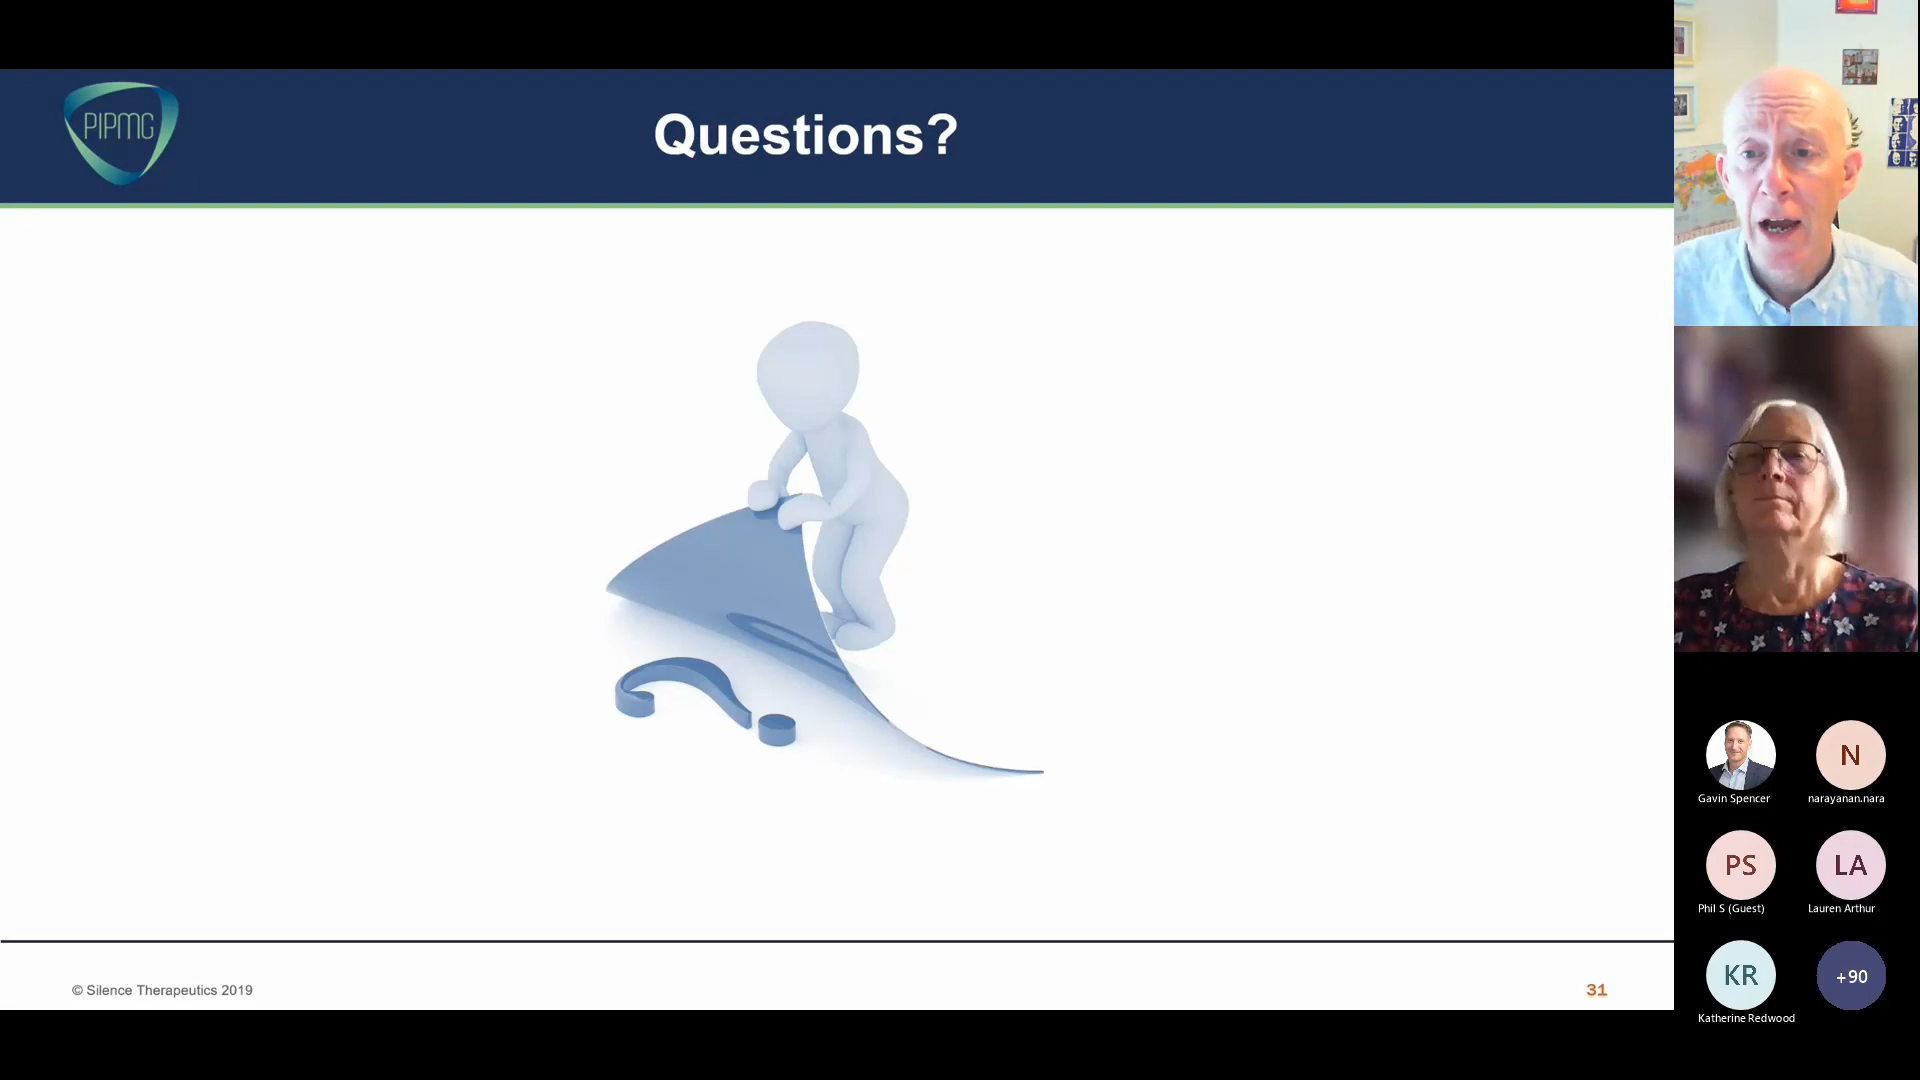 PIPMG
Questions?
© Silence Therapeutics 2019
31
Gavin Spencer
N
narayanan.nara
PS
Phil S (Guest)
LA
Lauren Arthur
KR
Katherine Redwood
+90